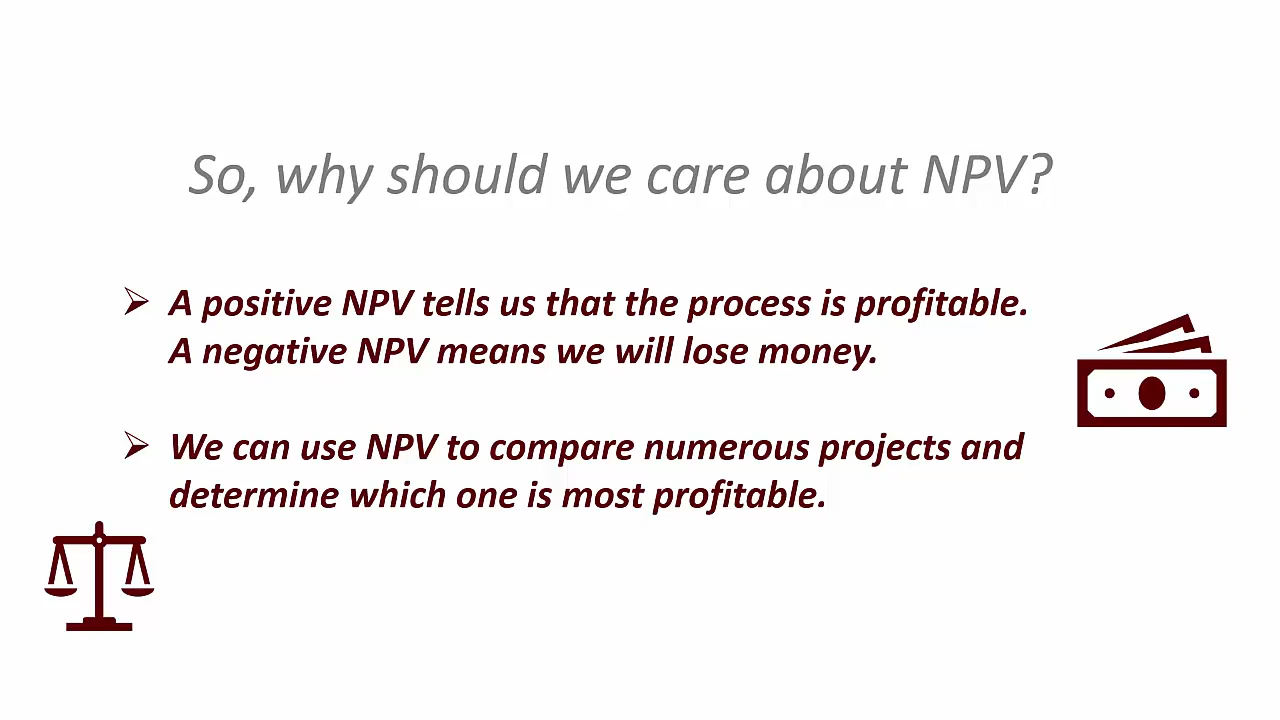 So, why should we care about NPV?
A positive NPV tells us that the process is profitable.
A negative NPV means we will lose money.
We can use NPV to compare numerous projects and
determine which one is most profitable.